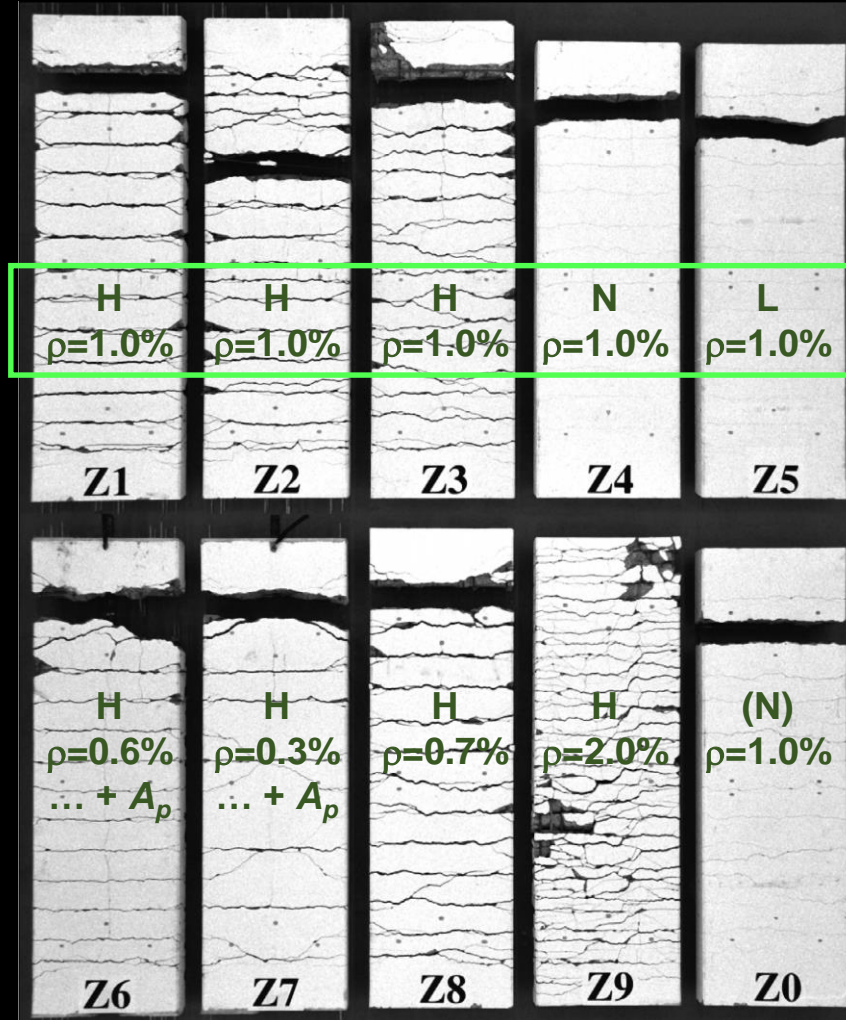 H H H N L
ρ=1.0% ρ=1.0% ρ=1.0% ρ=1.0% ρ=1.0%
Z1 Z2 Z3 Z4 Z5
H H H H (N)
ρ=0.6% ρ=0.3% ρ=0.7% ρ=2.0% ρ=1.0%
… + Ap … + Ap
Z6 Z7 Z8 Z9 Z0